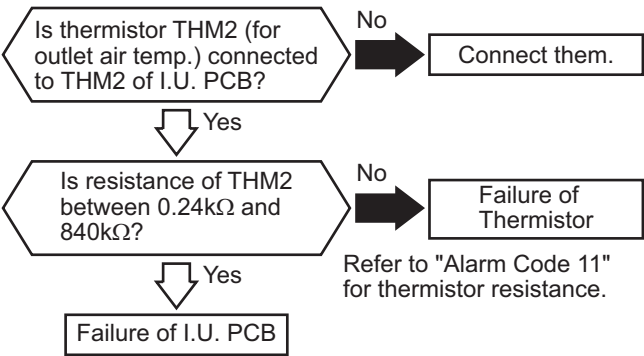 Is thermistor THM2 (for
outlet air temp.) connected
to THM2 of I.U. PCB?
No
Connect them.
Yes
Is resistance of THM2
between 0.24kΩ and
840kΩ?
No
Failure of
Thermistor
Refer to "Alarm Code 11"
for thermistor resistance.
Yes
Failure of I.U. PCB